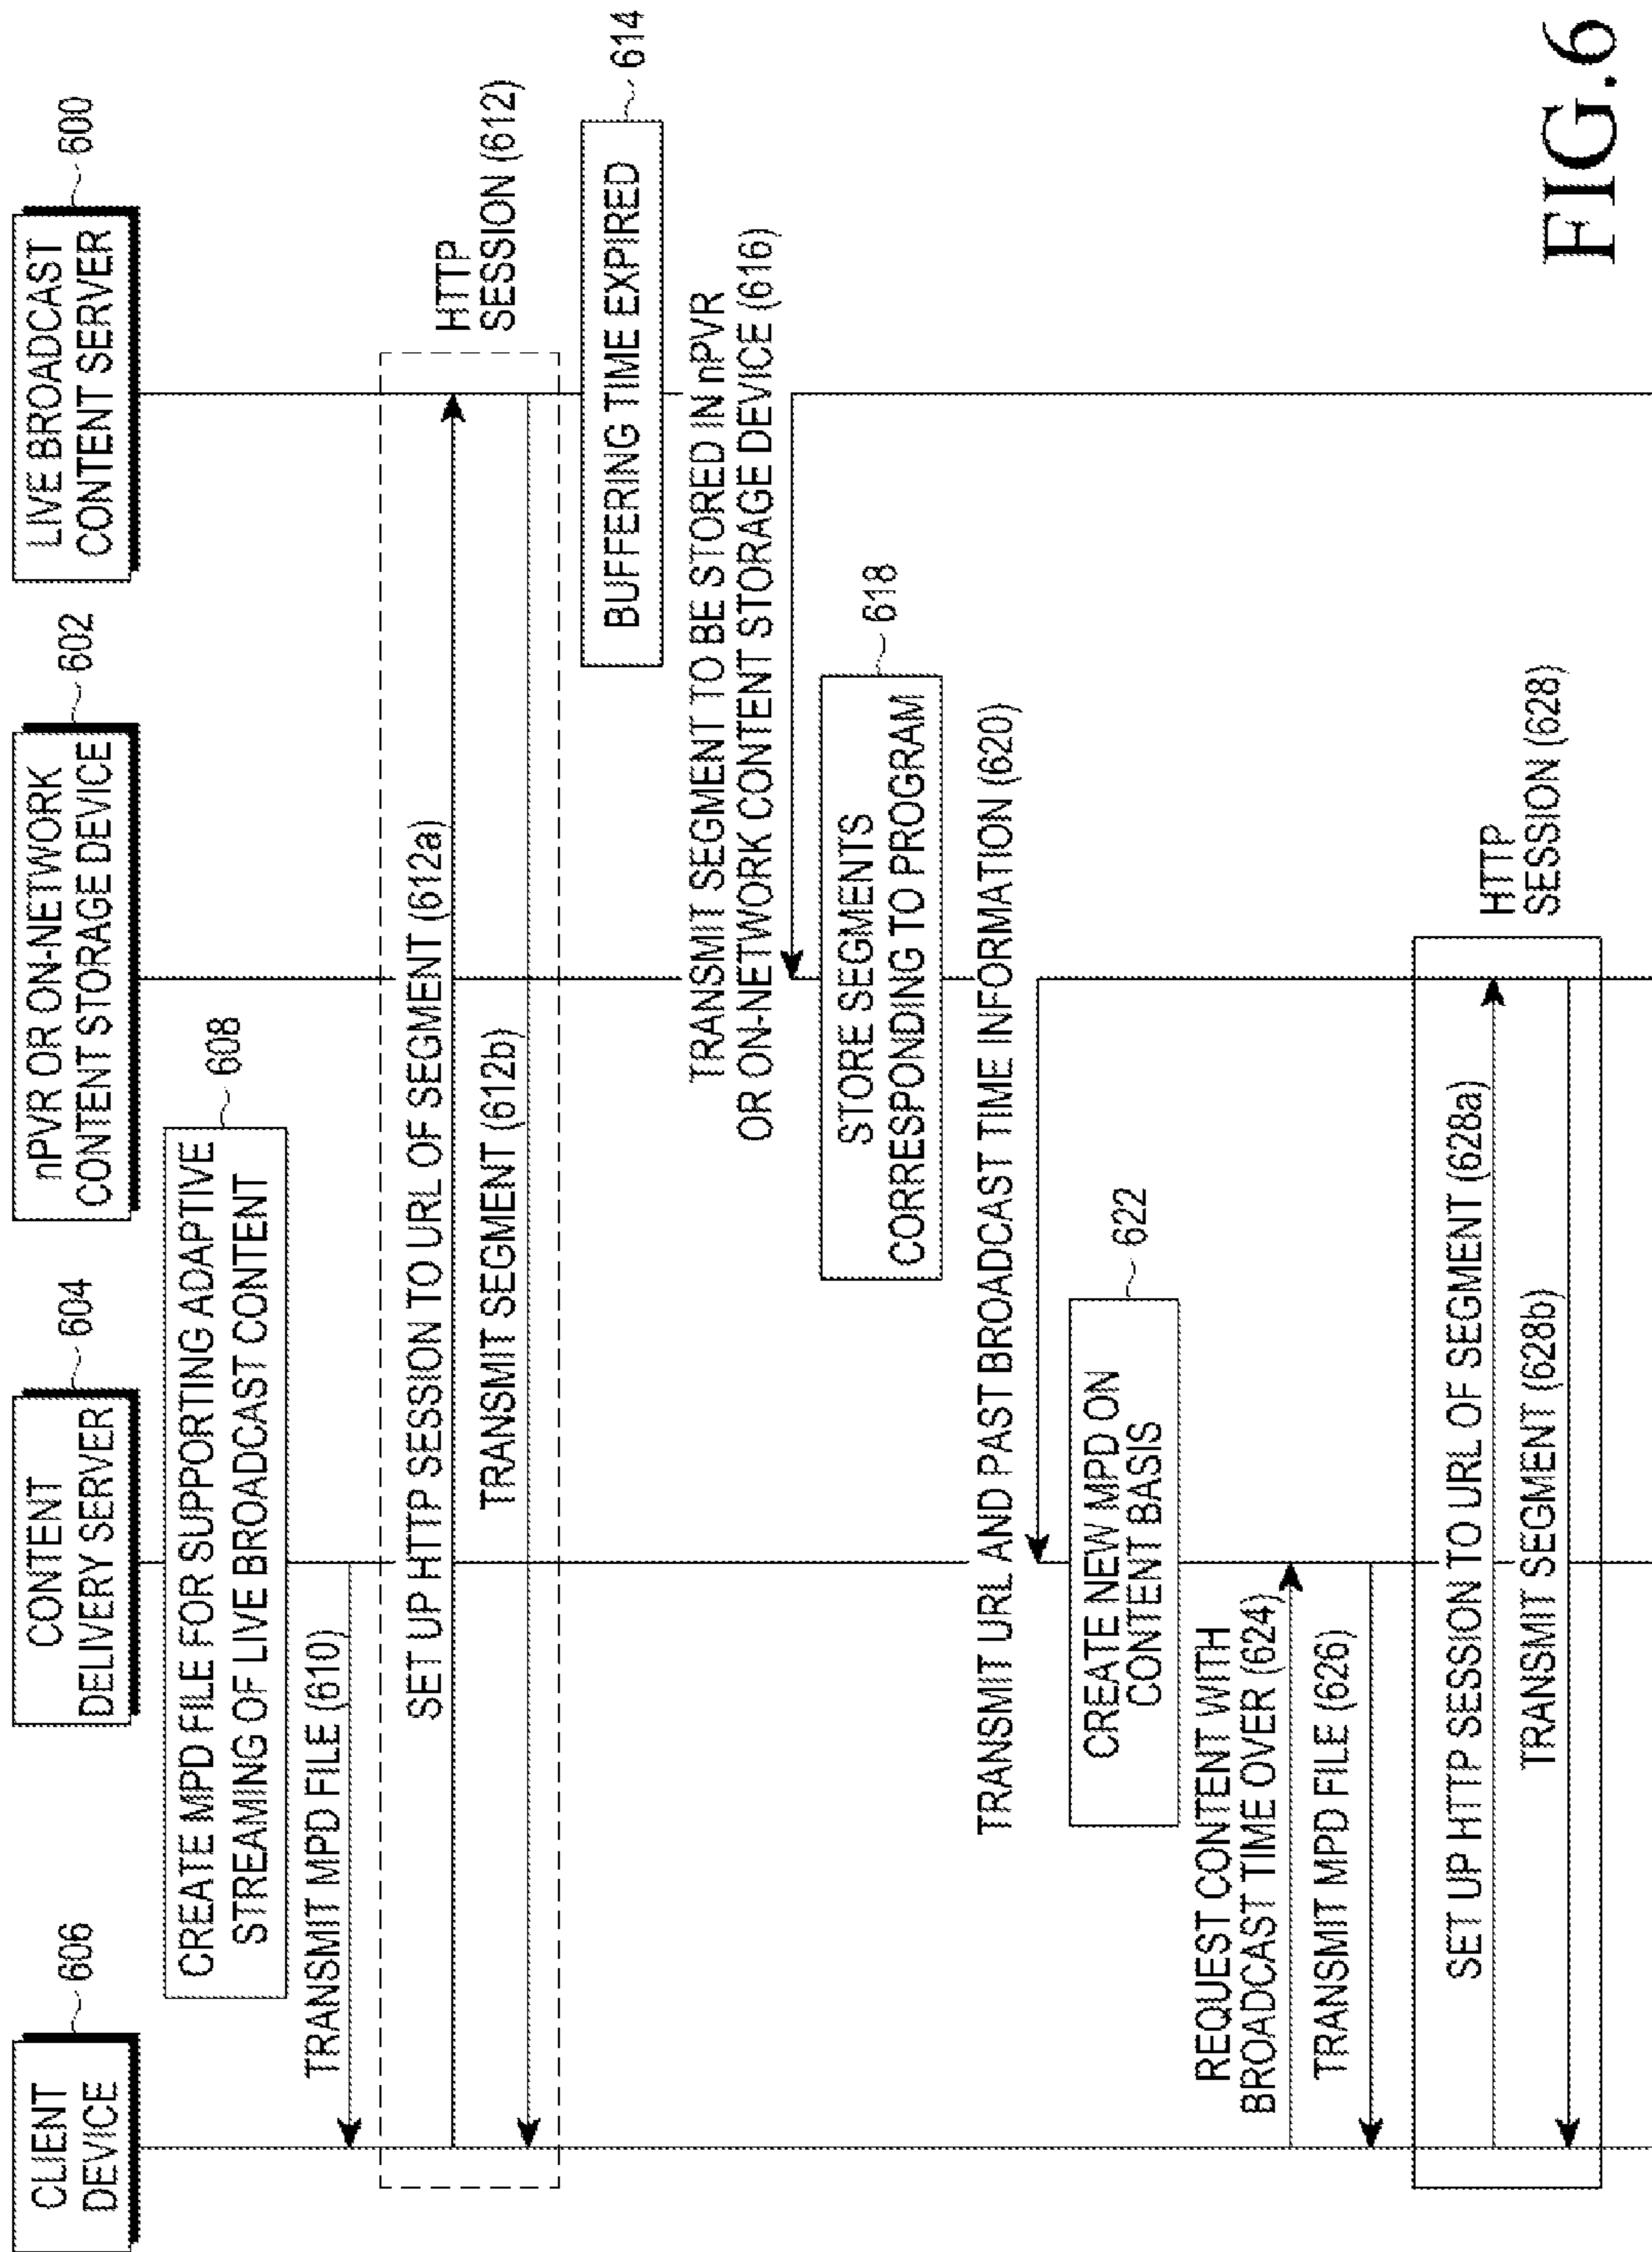 CLIENT
DEVICE
606
CONTENT
DELIVERY SERVER
604
nPVR OR ON-NETWORK
CONTENT STORAGE DEVICE
602
LIVE BROADCAST
CONTENT SERVER
600
CREATE MPD FILE FOR SUPPORTING ADAPTIVE
STREAMING OF LIVE BROADCAST CONTENT
608
TRANSMIT MPD FILE (610)
SET UP HTTP SESSION TO URL OF SEGMENT (612a)
HTTP
SESSION (612)
TRANSMIT SEGMENT (612b)
BUFFERING TIME EXPIRED
614
TRANSMIT SEGMENT TO BE STORED IN nPVR
OR ON-NETWORK CONTENT STORAGE DEVICE (616)
STORE SEGMENTS
CORRESPONDING TO PROGRAM
618
TRANSMIT URL AND PAST BROADCAST TIME INFORMATION (620)
CREATE NEW MPD ON
CONTENT BASIS
622
REQUEST CONTENT WITH
BROADCAST TIME OVER (624)
TRANSMIT MPD FILE (626)
SET UP HTTP SESSION TO URL OF SEGMENT (628a)
HTTP
SESSION (628)
TRANSMIT SEGMENT (628b)
FIG.6